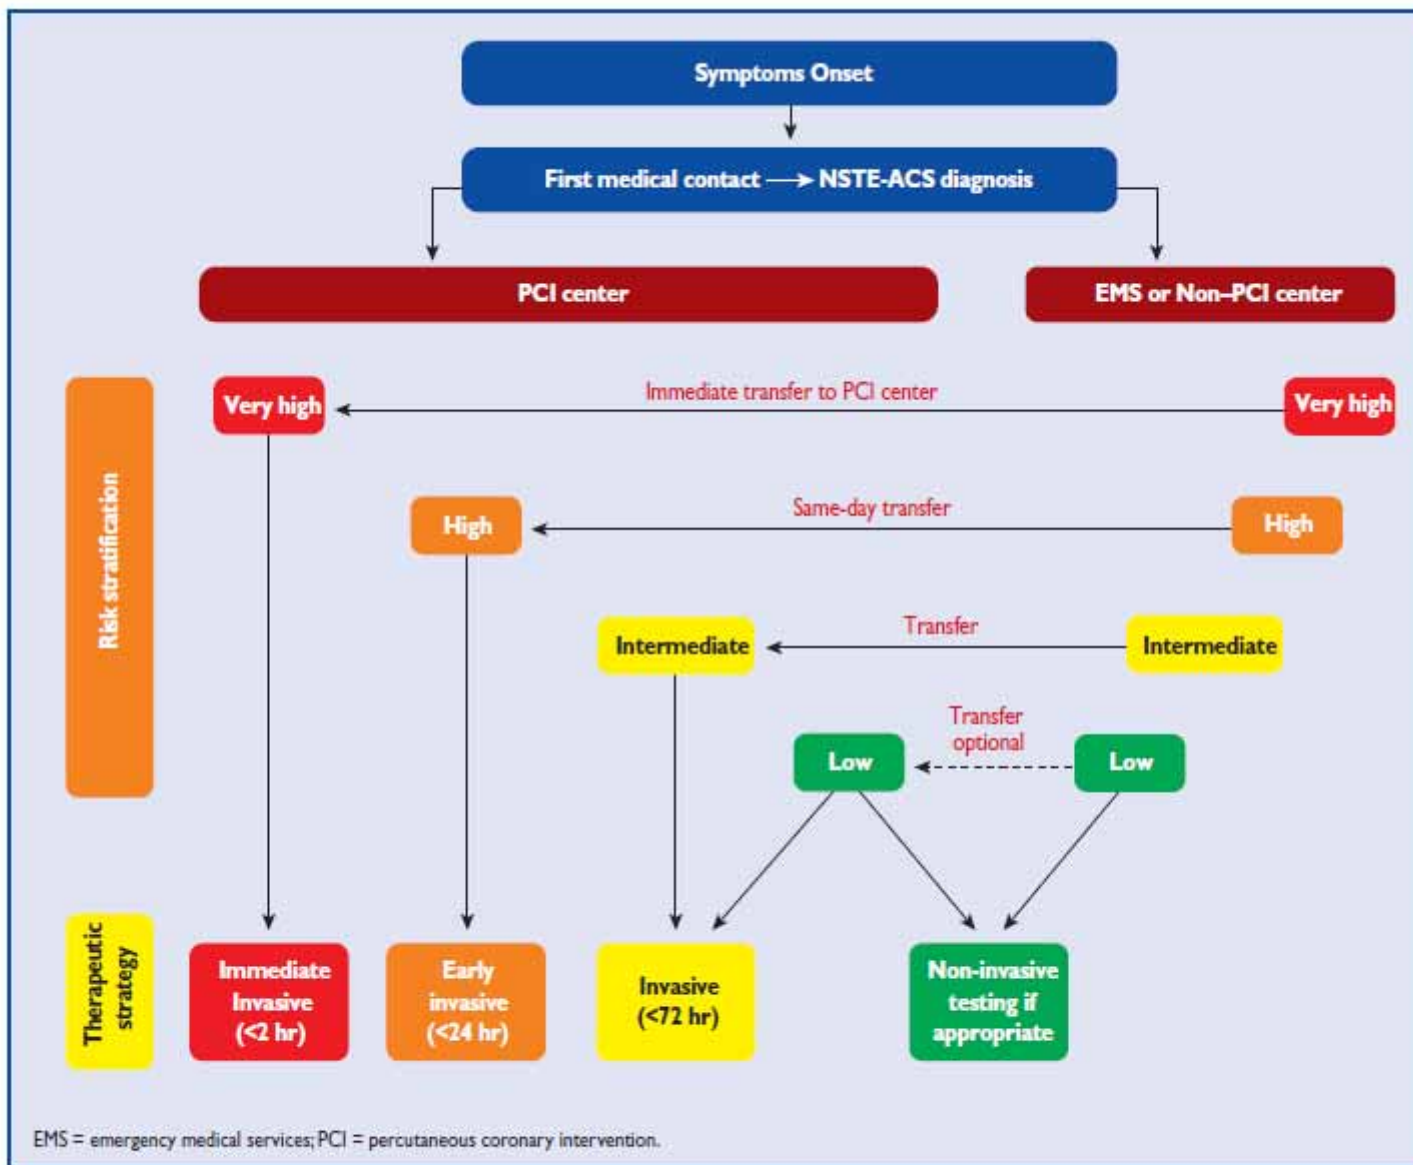 Symptoms Onset
First medical contact → NSTE-ACS diagnosis
PCI center
EMS or Non–PCI center
Risk stratification
Very high
Immediate transfer to PCI center
Very high
High
Same-day transfer
High
Intermediate
Transfer
Intermediate
Low
Transfer
optional
Low
Therapeutic
strategy
Immediate
Invasive
(<2 hr)
Early
invasive
(<24 hr)
Invasive
(<72 hr)
Non-invasive
testing if
appropriate
EMS = emergency medical services; PCI = percutaneous coronary intervention.